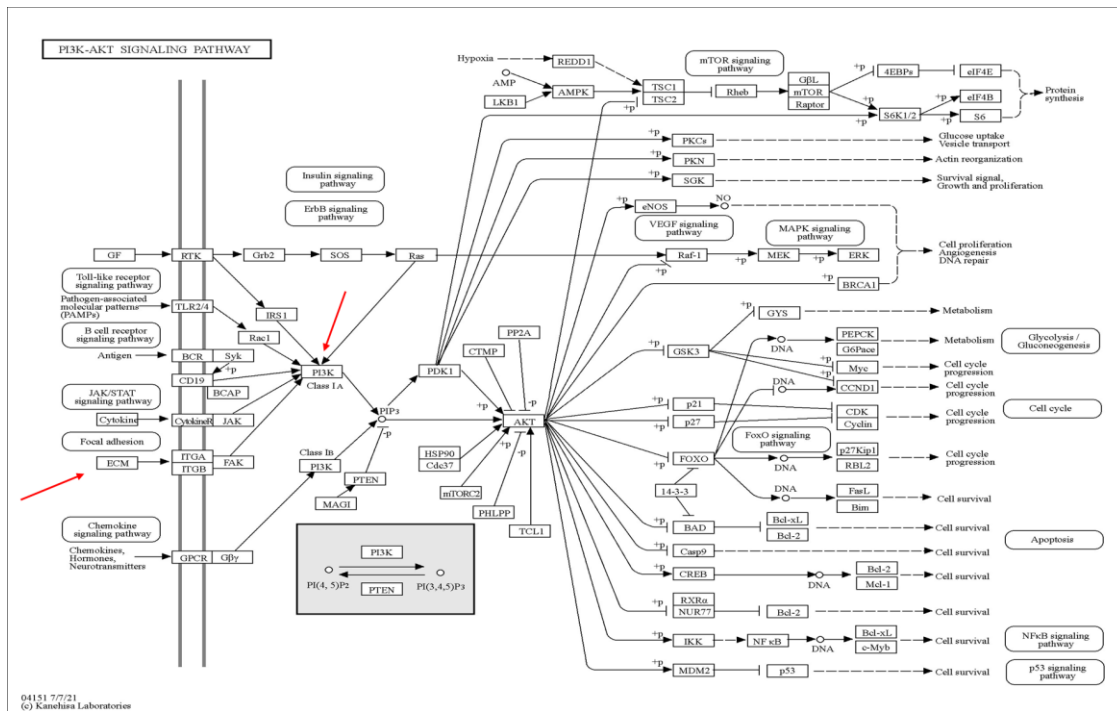 PI3K-AKT SIGNALING PATHWAY
Hypoxia
REDD1
AMP
LKB1
AMPK
TSC1
TSC2
+p
Rheb
mTOR signaling
pathway
GβL
mTOR
Raptor
+p
4EBPs
eIF4E
+p
S6K1/2
+p
+p
eIF4B
+p
S6
Protein
synthesis
+p
PKCs
Glucose uptake
Vesicle transport
+p
PKN
Actin reorganization
+p
SGK
Survival signal,
Growth and proliferation
Insulin signaling
pathway
ErbB signaling
pathway
+p
eNOS
NO
VEGF signaling
pathway
MAPK signaling
pathway
GF
RTK
Grb2
SOS
Ras
Raf-1
+p
+p
MEK
+p
ERK
+p
BRCA1
Cell proliferation
Angiogenesis
DNA repair
Toll-like receptor
signaling pathway
Pathogen-associated
molecular patterns
(PAMPs)
TLR2/4
IRS1
Rac1
B cell receptor
signaling pathway
Antigen
BCR
Syk
+p
CD19
BCAP
PI3K
Class IA
JAK/STAT
signaling pathway
Cytokine
CytokineR
JAK
Focal adhesion
ECM
ITGA
ITGB
FAK
Chemokine
signaling pathway
Chemokines,
Hormones,
Neurotransmitters
GPCR
Gβγ
Class IB
PI3K
PIP3
-p
PTEN
MAGI
PDK1
CTMP
PP2A
+p
-p
AKT
+p
-p
HSP90
Cdc37
mTORC2
PHLPP
TCL1
PI3K
PI(4, 5)P2
PI(3,4,5)P3
PTEN
+p
GSK3
+p
GYS
Metabolism
DNA
PEPCK
G6Pace
Metabolism
Glycolysis /
Gluconeogenesis
+p
Myc
Cell cycle
progression
+p
DNA
CCND1
Cell cycle
progression
+p
p21
+p
p27
CDK
Cyclin
Cell cycle
progression
Cell cycle
+p
FOXO
FoxO signaling
pathway
DNA
p27Kip1
RBL2
Cell cycle
progression
14-3-3
DNA
FasL
Bim
Cell survival
+p
BAD
Bcl-xL
Bcl-2
Cell survival
+p
Casp9
Cell survival
Apoptosis
+p
CREB
DNA
Bcl-2
Mcl-1
Cell survival
+p
RXRα
NUR77
Bcl-2
Cell survival
+p
IKK
NFκB
DNA
Bcl-xL
c-Myb
Cell survival
NFκB signaling
pathway
+p
MDM2
p53
Cell survival
p53 signaling
pathway
04151 7/7/21
(c) Kanehisa Laboratories